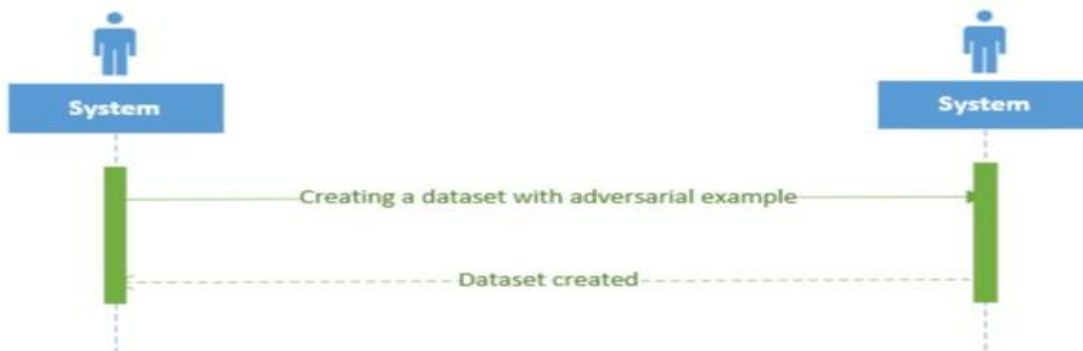 System
System
Creating a dataset with adversarial example
Dataset created